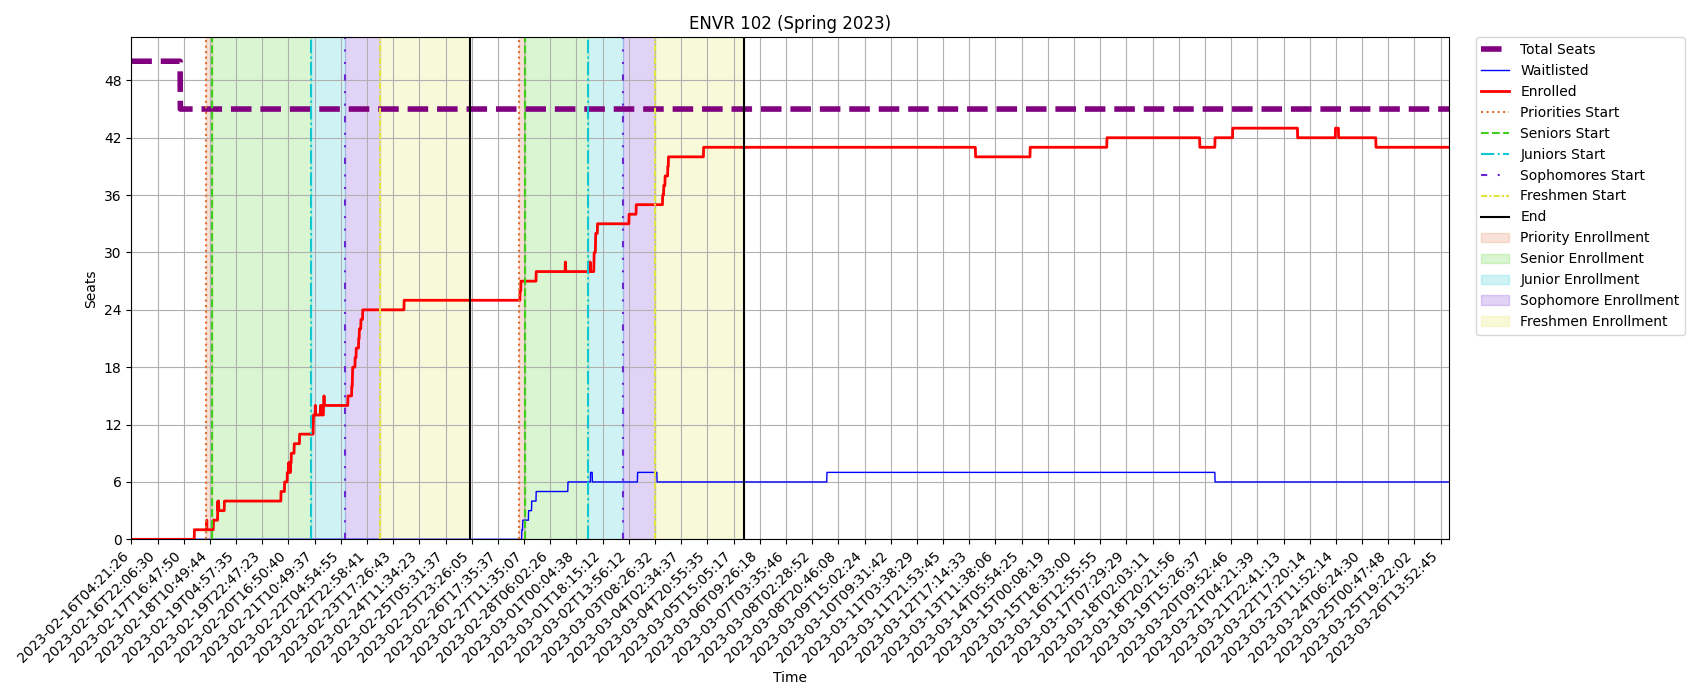 ENVR 102 (Spring 2023)
48
42
36
30
24
18
12
6
0
Seats
2023-02-16T04:21:26
2023-02-16T12:06:30
2023-02-17T16:47:50
2023-02-18T10:49:44
2023-02-19T04:57:35
2023-02-19T22:47:23
2023-02-20T16:50:40
2023-02-21T10:49:37
2023-02-22T04:54:55
2023-02-22T22:58:41
2023-02-23T17:26:43
2023-02-24T11:34:23
2023-02-25T05:31:37
2023-02-25T23:26:05
2023-02-26T17:35:37
2023-02-27T11:35:07
2023-02-28T06:02:26
2023-03-01T00:04:38
2023-03-01T18:15:12
2023-03-02T13:56:12
2023-03-03T08:26:32
2023-03-04T02:34:37
2023-03-04T20:55:35
2023-03-05T15:05:17
2023-03-06T09:26:18
2023-03-07T03:35:46
2023-03-08T02:28:52
2023-03-08T20:46:08
2023-03-09T15:02:24
2023-03-10T09:31:42
2023-03-11T03:38:29
2023-03-11T21:53:45
2023-03-12T17:14:33
2023-03-13T11:38:06
2023-03-14T05:54:25
2023-03-15T00:08:19
2023-03-15T18:33:00
2023-03-16T12:55:55
2023-03-17T07:29:29
2023-03-18T02:03:11
2023-03-18T20:21:56
2023-03-19T15:26:37
2023-03-20T09:52:46
2023-03-21T04:21:39
2023-03-21T22:41:13
2023-03-22T17:20:14
2023-03-23T11:52:14
2023-03-24T06:24:30
2023-03-25T00:47:48
2023-03-25T19:22:02
2023-03-26T13:52:45
Time
Total Seats
Waitlisted
Enrolled
Priorities Start
Seniors Start
Juniors Start
Sophomores Start
Freshmen Start
End
Priority Enrollment
Senior Enrollment
Junior Enrollment
Sophomore Enrollment
Freshmen Enrollment